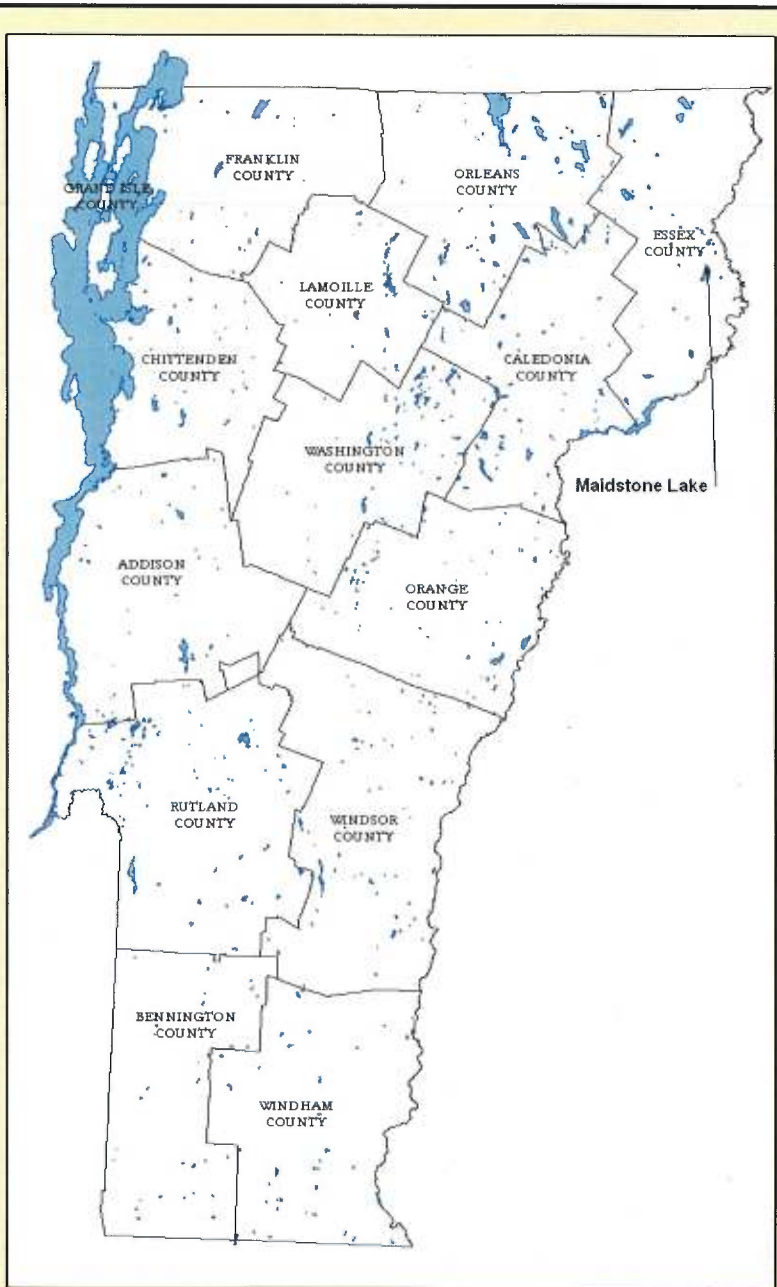 FRANKLIN
COUNTY
ORLEANS
COUNTY
GRAND ISLE
COUNTY
ESSEX
COUNTY
LAMOILLE
COUNTY
CHITTENDEN
COUNTY
CALEDONIA
COUNTY
WASHINGTON
COUNTY
Maidstone Lake
ADDISON
COUNTY
ORANGE
COUNTY
RUTLAND
COUNTY
WINDSOR
COUNTY
BENNINGTON
COUNTY
WINDHAM
COUNTY